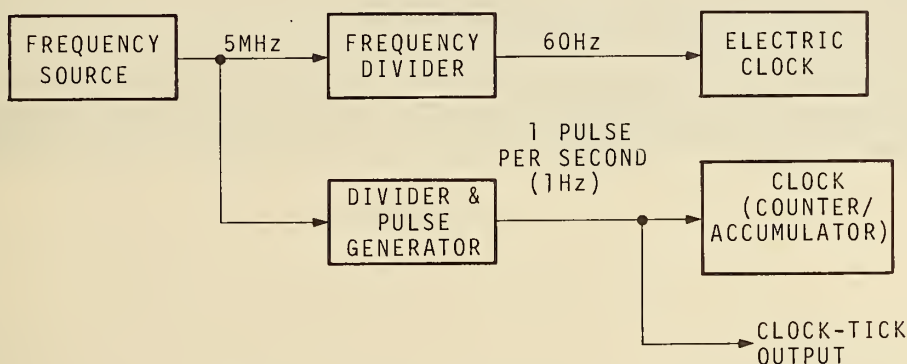 FREQUENCY
SOURCE
5MHz
FREQUENCY
DIVIDER
60Hz
ELECTRIC
CLOCK
1 PULSE
PER SECOND
(1Hz)
DIVIDER &
PULSE
GENERATOR
CLOCK
(COUNTER/
ACCUMULATOR)
CLOCK-TICK
OUTPUT